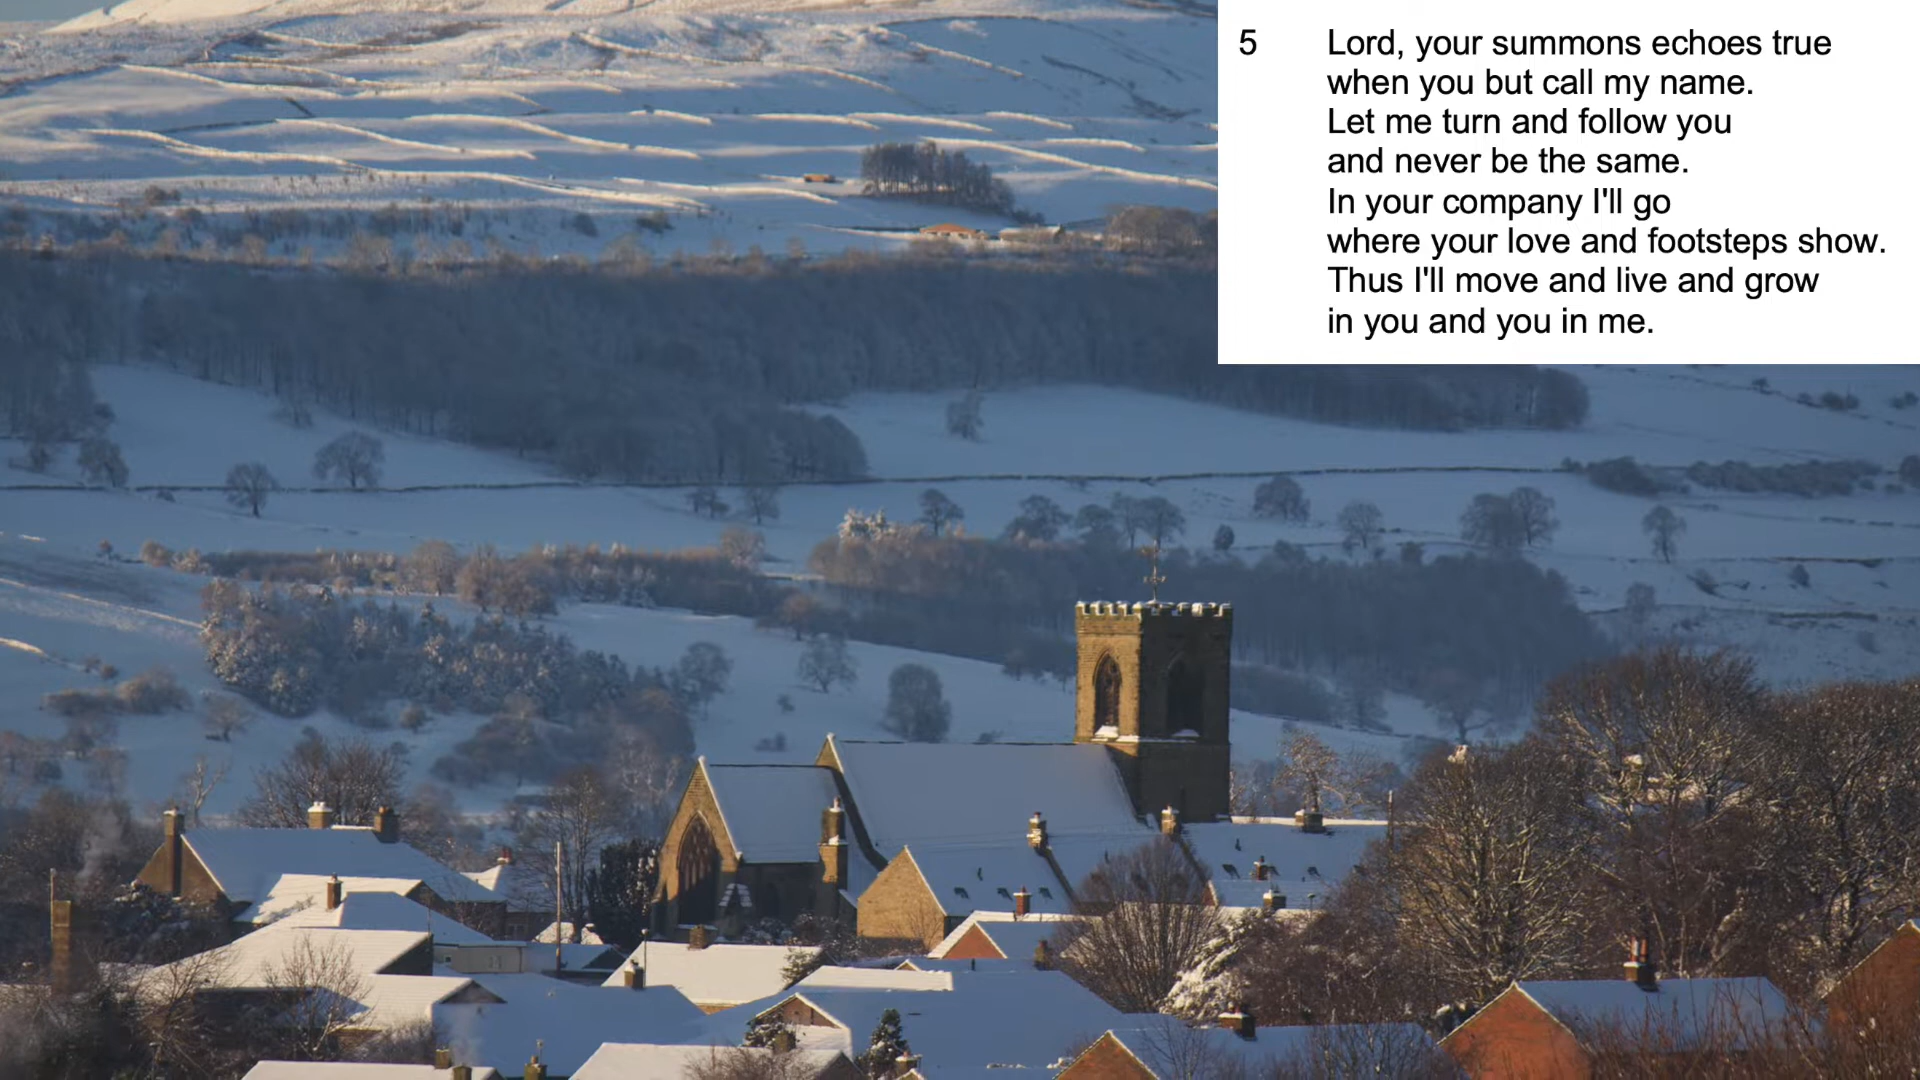 5 Lord, your summons echoes true
when you but call my name.
Let me turn and follow you
and never be the same.
In your company I'll go
where your love and footsteps show.
Thus I'll move and live and grow
in you and you in me.